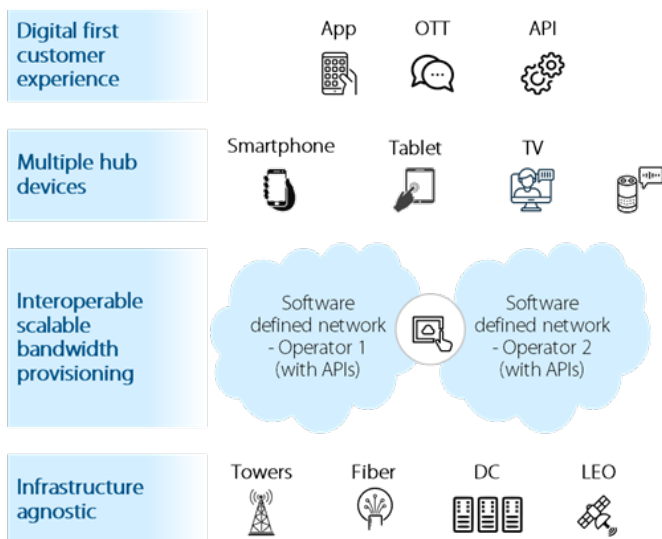 Digital first
customer
experience
App
OTT
API
Multiple hub
devices
Smartphone
Tablet
TV
Interoperable
scalable
bandwidth
provisioning
Software
defined network
- Operator 1
(with APIs)
Software
defined network
- Operator 2
(with APIs)
Infrastructure
agnostic
Towers
Fiber
DC
LEO